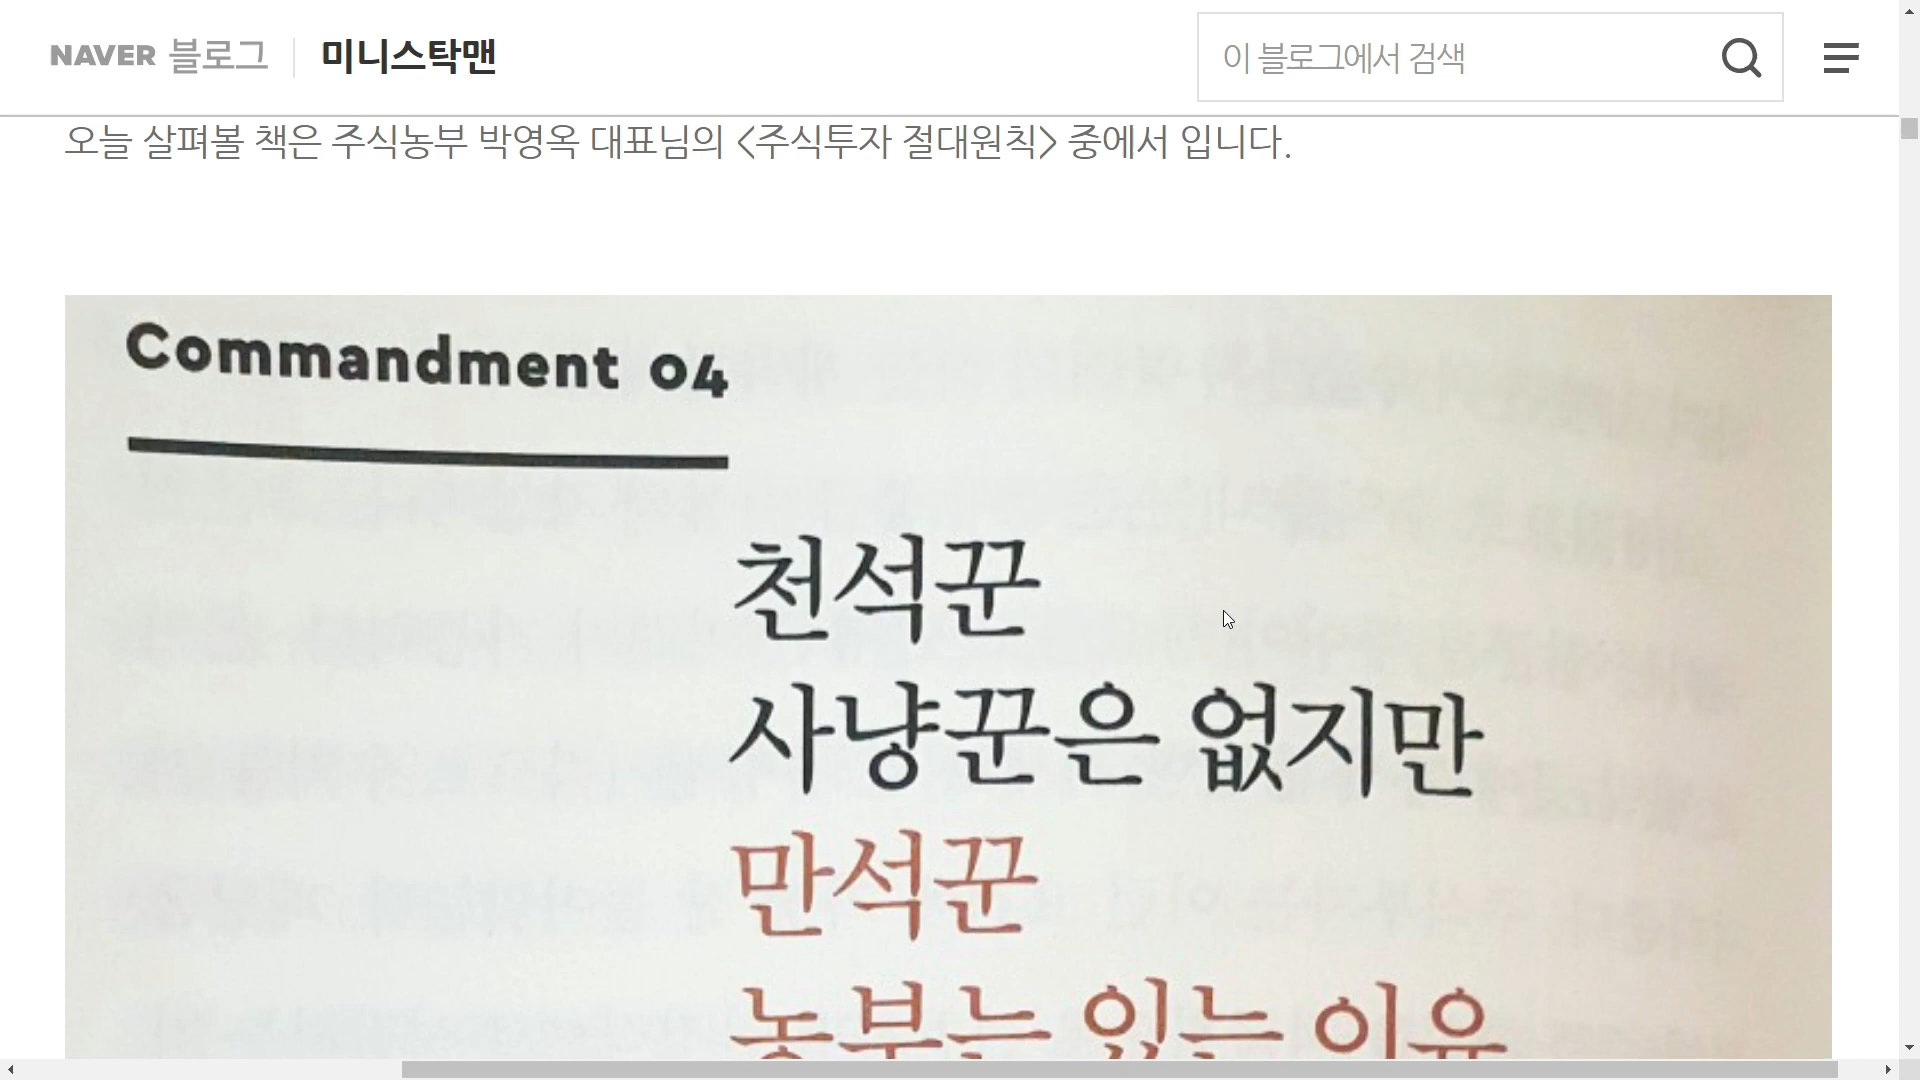 NAVER 블로그 미니스탁맨 이 블로그에서 검색
오늘 살펴볼 책은 주식농부 박영옥 대표님의 <주식투자 절대원칙> 중에서 입니다.
Commandment 04
천석꾼
사냥꾼은 없지만
만석꾼
농부는 있는 이유